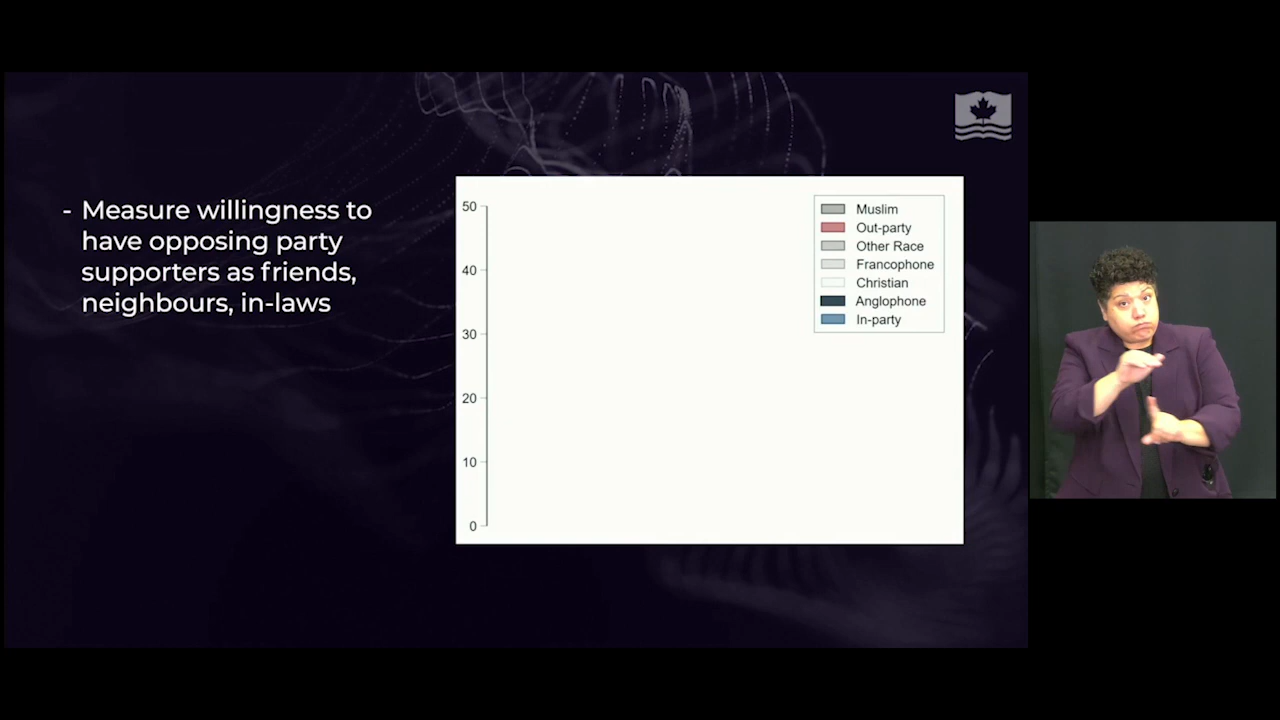 - Measure willingness to
have opposing party
supporters as friends,
neighbours, in-laws
50
40
30
20
10
0
Muslim
Out-party
Other Race
Francophone
Christian
Anglophone
In-party